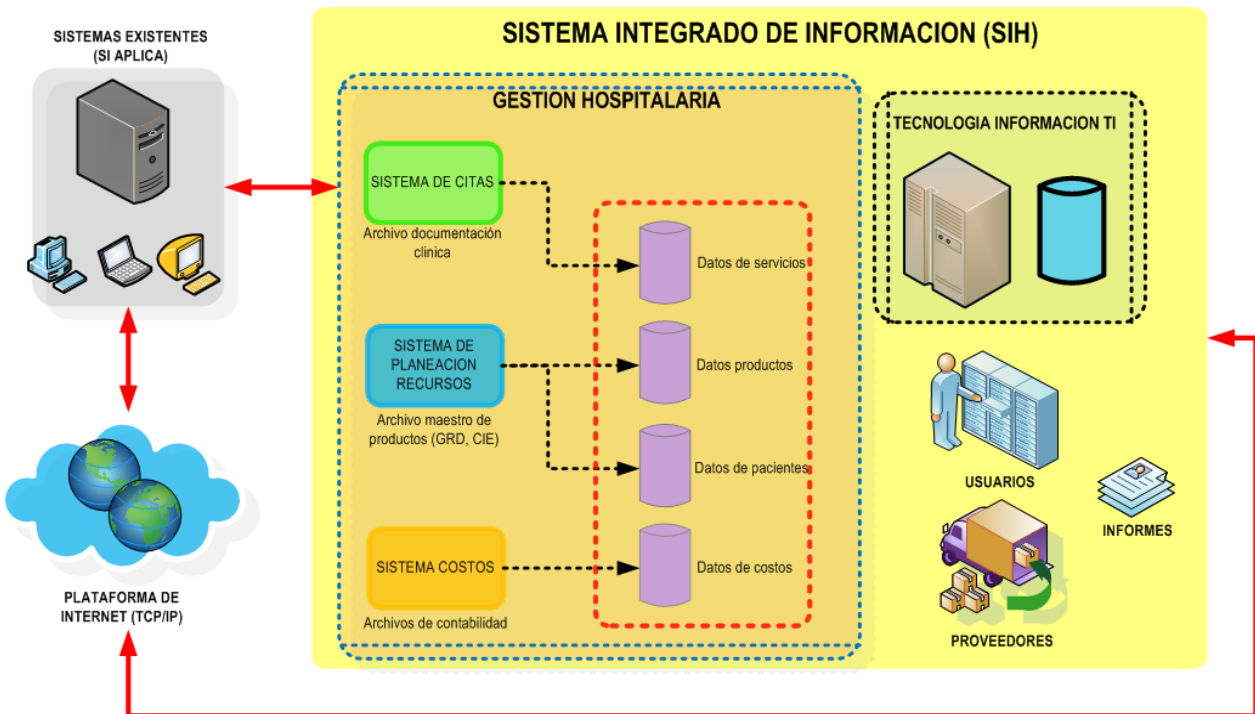 SISTEMAS EXISTENTES
(SI APLICA)
SISTEMA INTEGRADO DE INFORMACION (SIH)
GESTION HOSPITALARIA
TECNOLOGIA INFORMACION TI
SISTEMA DE CITAS
Archivo documentación
clinica
Datos de servicios
SISTEMA DE
PLANEACION
RECURSOS
Archivo maestro de
productos (GRD, CIE)
Datos productos
Datos de pacientes
SISTEMA COSTOS
Archivos de contabilidad
Datos de costos
USUARIOS
INFORMES
PROVEEDORES
PLATAFORMA DE
INTERNET (TCP/IP)